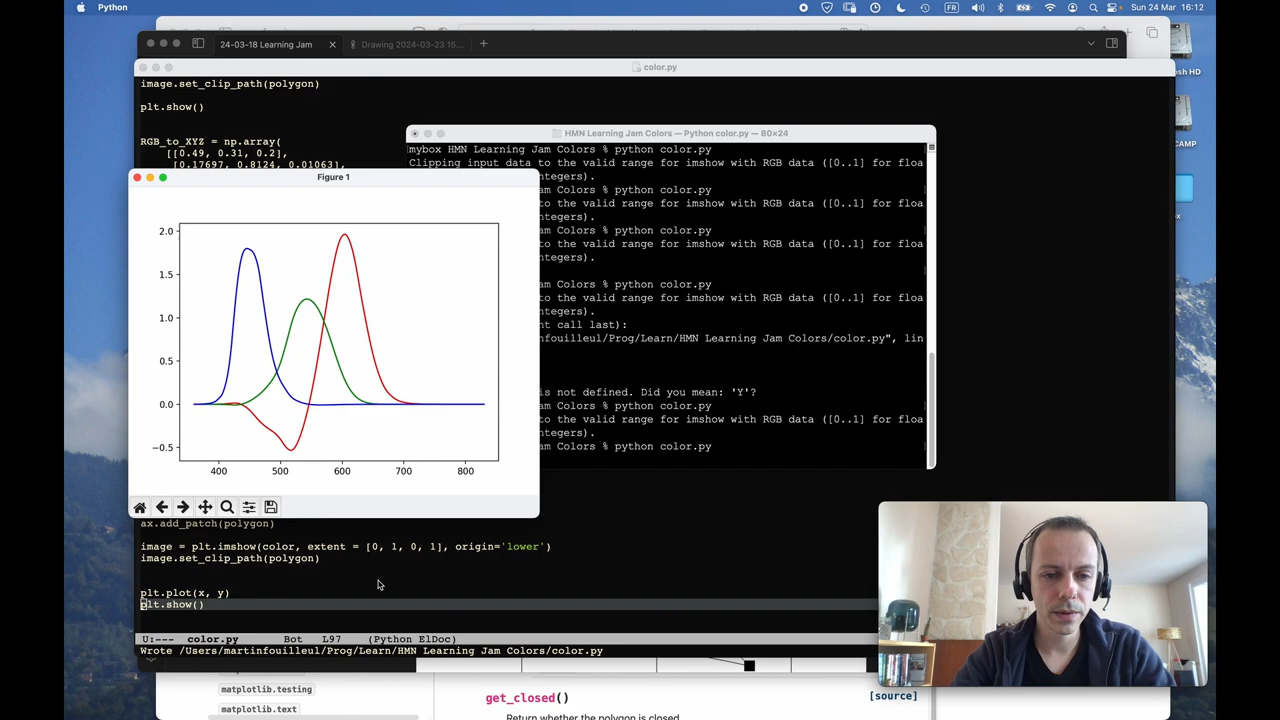 Python
FR
Sun 24 Mar 16:12
24-03-18 Learning Jam
Drawing 2024-03-23 15...
color.py
osh HD
image.set_clip_path(polygon)
plt.show()
RGB_to_XYZ = np.array(
[[0.49, 0.31, 0.2],
[0.17697, 0.8124, 0.01063],
HMN Learning Jam Colors — Python color.py — 80×24
mybox HMN Learning Jam Colors % python color.py
Clipping input data to the valid range for imshow with RGB data ([0..1] for floa
ntegers).
am Colors % python color.py
to the valid range for imshow with RGB data ([0..1] for floa
ntegers).
am Colors % python color.py
to the valid range for imshow with RGB data ([0..1] for floa
ntegers).
am Colors % python color.py
to the valid range for imshow with RGB data ([0..1] for floa
ntegers).
nt call last):
nfouilleul/Prog/Learn/HMN Learning Jam Colors/color.py", lin
is not defined. Did you mean: 'Y'?
am Colors % python color.py
to the valid range for imshow with RGB data ([0..1] for floa
ntegers).
am Colors % python color.py
CAMP
Figure 1
2.0
1.5
1.0
0.5
0.0
−0.5
400 500 600 700 800
ax.add_patch(polygon)
image = plt.imshow(color, extent = [0, 1, 0, 1], origin='lower')
image.set_clip_path(polygon)
plt.plot(x, y)
plt.show()
U:--- color.py Bot L97 (Python ElDoc)
Wrote /Users/martinfouilleul/Prog/Learn/HMN Learning Jam Colors/color.py
matplotlib.testing
matplotlib.text
get_closed()
[source]
Return whether the polygon is closed.